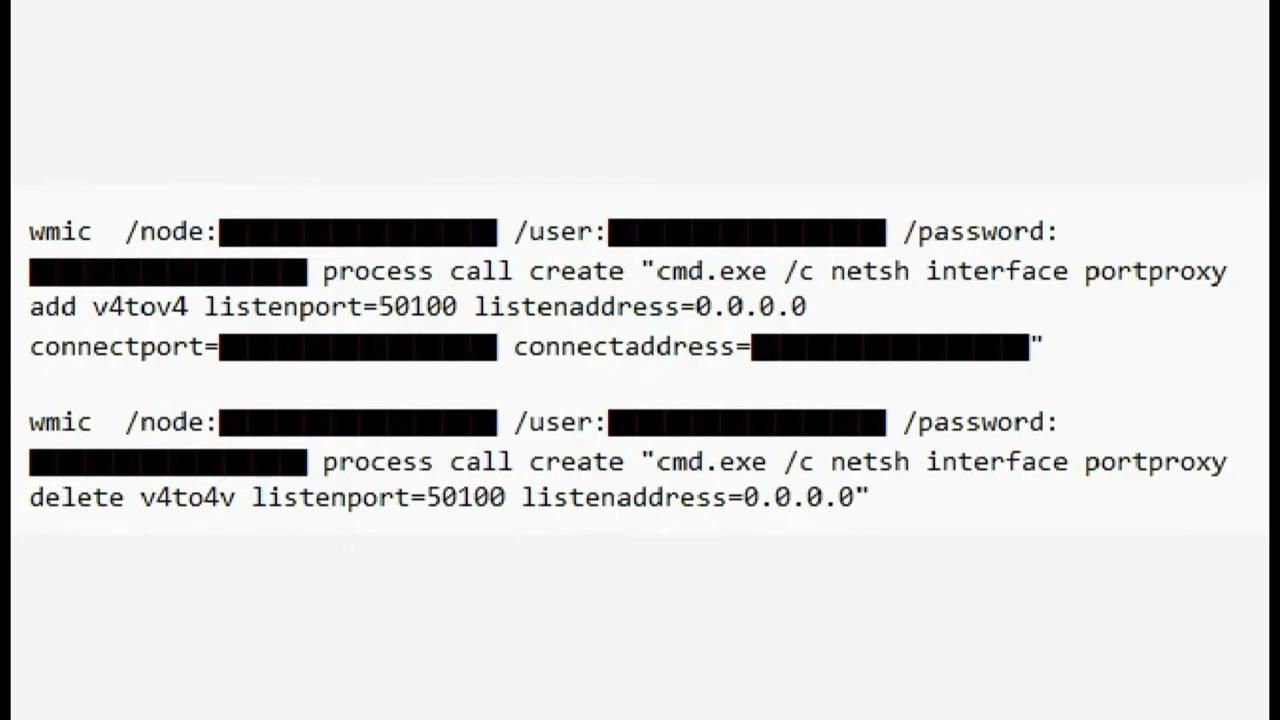 wmic /node: /user: /password:
process call create "cmd.exe /c netsh interface portproxy
add v4tov4 listenport=50100 listenaddress=0.0.0.0
connectport= connectaddress="
wmic /node: /user: /password:
process call create "cmd.exe /c netsh interface portproxy
delete v4to4v listenport=50100 listenaddress=0.0.0.0"